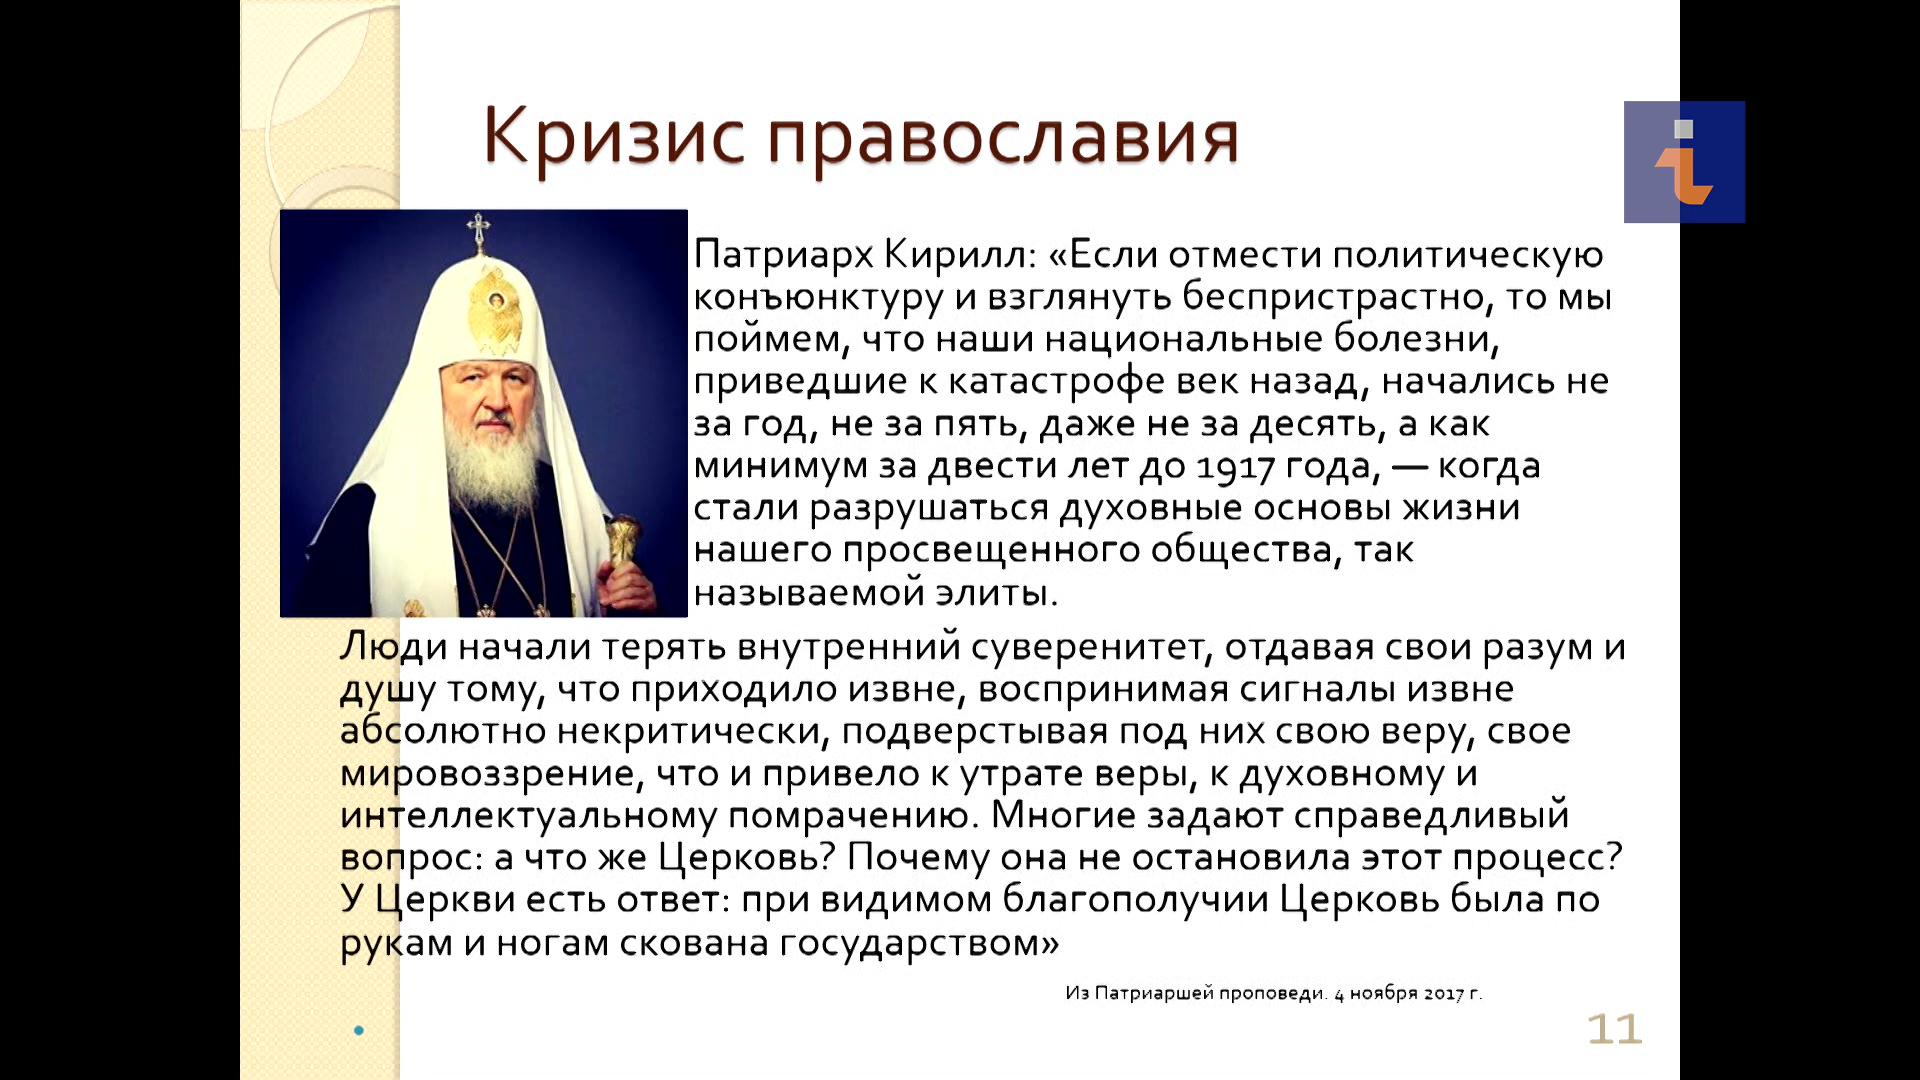 Кризис православия
Патриарх Кирилл: «Если отмести политическую
конъюнктуру и взглянуть беспристрастно, то мы
поймем, что наши национальные болезни,
приведшие к катастрофе век назад, начались не
за год, не за пять, даже не за десять, а как
минимум за двести лет до 1917 года, — когда
стали разрушаться духовные основы жизни
нашего просвещенного общества, так
называемой элиты.
Люди начали терять внутренний суверенитет, отдавая свои разум и
душу тому, что приходило извне, воспринимая сигналы извне
абсолютно некритически, подверстывая под них свою веру, свое
мировоззрение, что и привело к утрате веры, к духовному и
интеллектуальному помрачению. Многие задают справедливый
вопрос: а что же Церковь? Почему она не остановила этот процесс?
У Церкви есть ответ: при видимом благополучии Церковь была по
рукам и ногам скована государством»
Из Патриаршей проповеди. 4 ноября 2017 г.
11